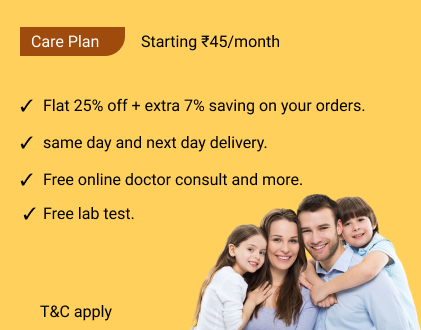 Care Plan Starting ₹45/month
✓ Flat 25% off + extra 7% saving on your orders.
✓ same day and next day delivery.
✓ Free online doctor consult and more.
✓ Free lab test.
T&C apply